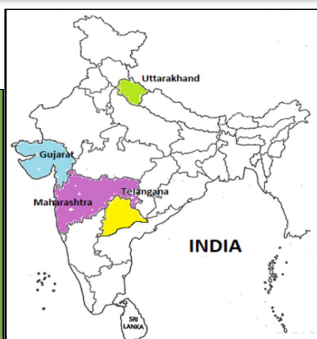 Uttarakhand
Gujarat
Maharashtra
Telangana
INDIA
SRI
LANKA